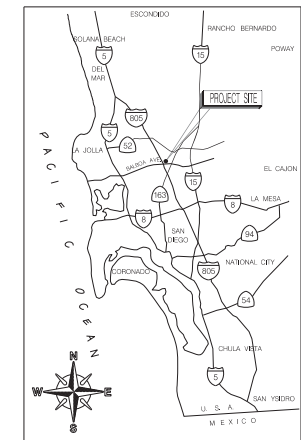 ESCONDIDO
SOLANA BEACH
RANCHO BERNARDO
5
15
POWAY
DEL
MAR
PROJECT SITE
805
5
52
LA JOLLA
BALBOA AVE.
EL CAJON
163
15
LA MESA
8
8
SAN
DIEGO
94
PACIFIC OCEAN
CORONADO
NATIONAL CITY
805
54
CHULA VISTA
5
N
W
E
S
SAN YSIDRO
U. S. A.
MEXICO